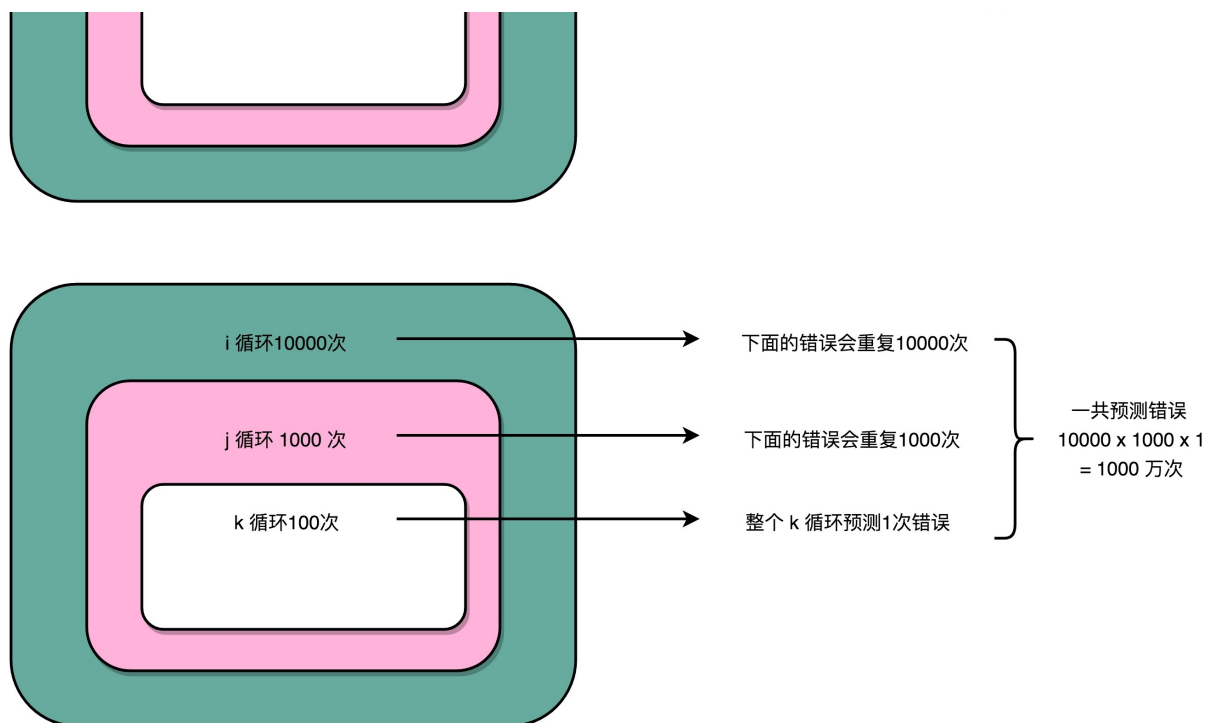 i 循环10000次
下面的错误会重复10000次
j 循环 1000 次
下面的错误会重复1000次
k 循环100次
整个 k 循环预测1次错误
一共预测错误
10000 x 1000 x 1
= 1000 万次